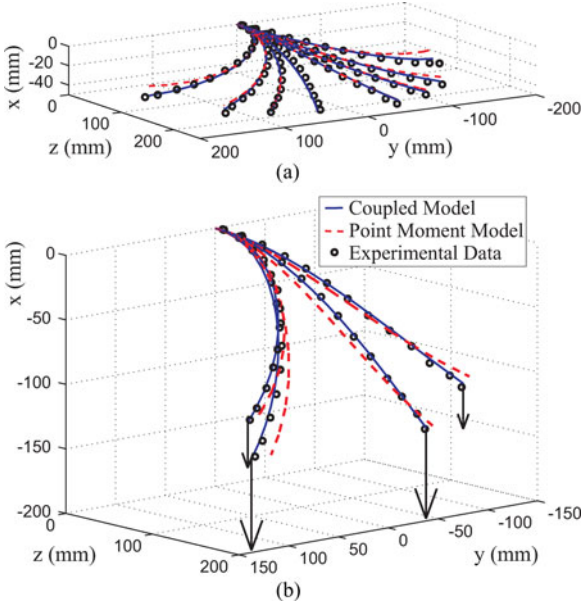 x (mm)
0
-20
-40
0
100
200
z (mm)
200
100
0
-100
-200
y (mm)
(a)
Coupled Model
Point Moment Model
Experimental Data
x (mm)
0
-50
-100
-150
-200
0
100
200
z (mm)
150
100
50
0
-50
-100
-150
y (mm)
(b)